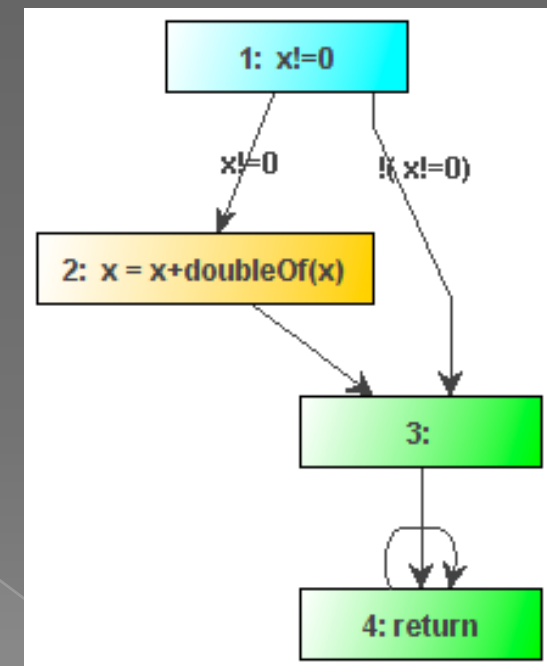 1: x!=0
x!=0
!( x!=0)
2: x = x+doubleOf(x)
3:
4: return